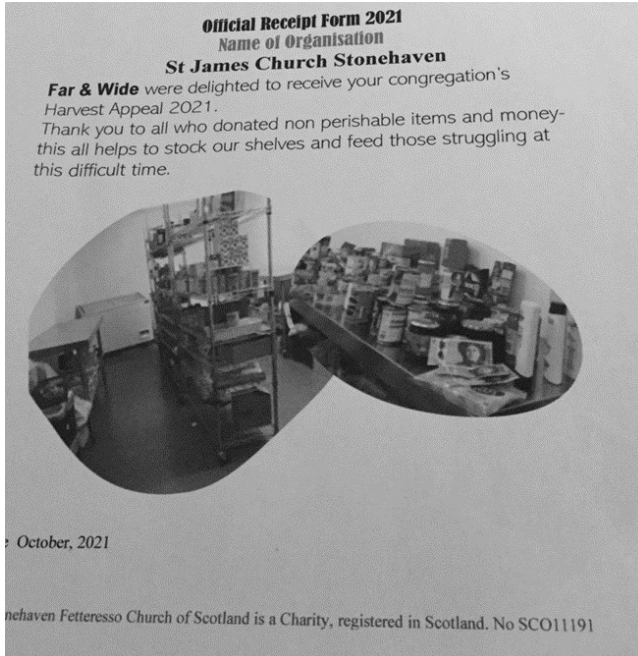 Official Receipt Form 2021
Name of Organisation
St James Church Stonehaven
Far & Wide were delighted to receive your congregation's
Harvest Appeal 2021.
Thank you to all who donated non perishable items and money-
this all helps to stock our shelves and feed those struggling at
this difficult time.
: October, 2021
nehaven Fetteresso Church of Scotland is a Charity, registered in Scotland. No SCO11191